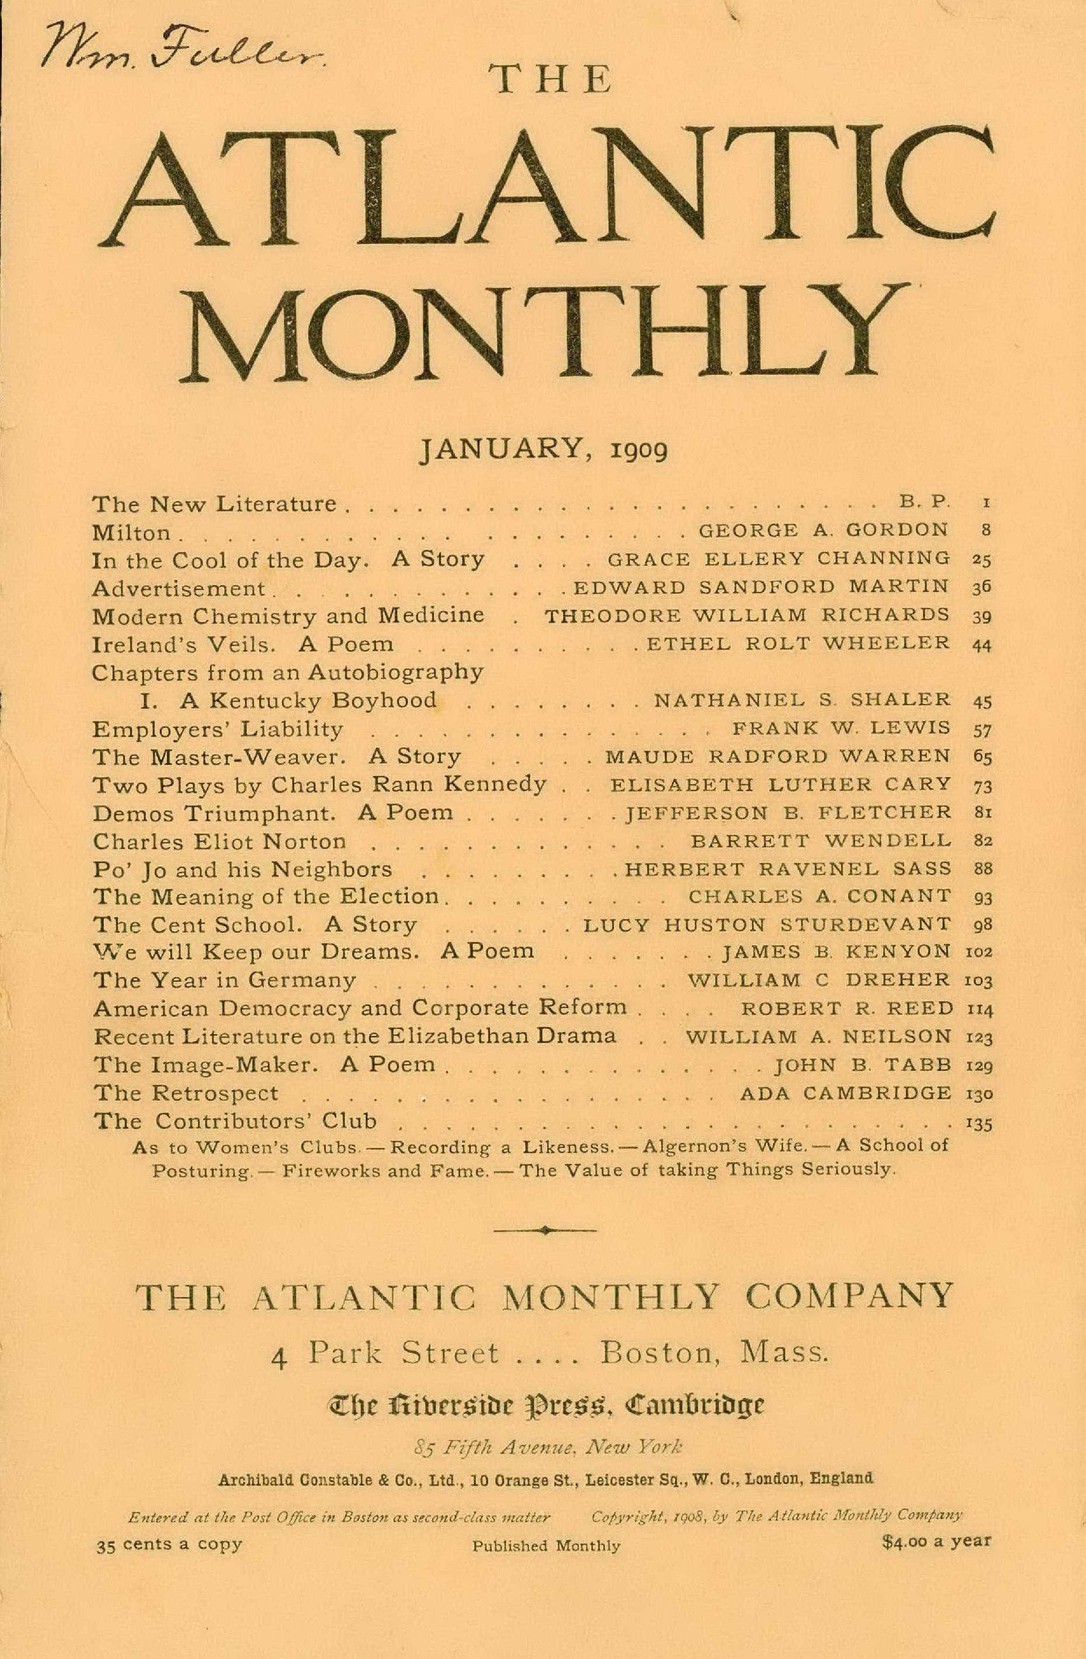 Wm. Fuller.
THE
ATLANTIC
MONTHLY
JANUARY, 1909
The New Literature . . . . . . . . . . . . . . . . . . . . . . . B. P. 1
Milton . . . . . . . . . . . . . . . . . . . . GEORGE A. GORDON 8
In the Cool of the Day. A Story . . . . GRACE ELLERY CHANNING 25
Advertisement . . . . . . . . . . . . . EDWARD SANDFORD MARTIN 36
Modern Chemistry and Medicine . THEODORE WILLIAM RICHARDS 39
Ireland's Veils. A Poem . . . . . . . . . . ETHEL ROLT WHEELER 44
Chapters from an Autobiography
I. A Kentucky Boyhood . . . . . . . . NATHANIEL S. SHALER 45
Employers' Liability . . . . . . . . . . . . . . . FRANK W. LEWIS 57
The Master-Weaver. A Story . . . . . MAUDE RADFORD WARREN 65
Two Plays by Charles Rann Kennedy . . ELISABETH LUTHER CARY 73
Demos Triumphant. A Poem . . . . . . . JEFFERSON B. FLETCHER 81
Charles Eliot Norton . . . . . . . . . . . . . BARRETT WENDELL 82
Po' Jo and his Neighbors . . . . . . . . . HERBERT RAVENEL SASS 88
The Meaning of the Election . . . . . . . . . . CHARLES A. CONANT 93
The Cent School. A Story . . . . . . LUCY HUSTON STURDEVANT 98
We will Keep our Dreams. A Poem . . . . . . . JAMES B. KENYON 102
The Year in Germany . . . . . . . . . . . . . WILLIAM C DREHER 103
American Democracy and Corporate Reform . . . . ROBERT R. REED 114
Recent Literature on the Elizabethan Drama . . WILLIAM A. NEILSON 123
The Image-Maker. A Poem . . . . . . . . . . . . . . JOHN B. TABB 129
The Retrospect . . . . . . . . . . . . . . . . . . ADA CAMBRIDGE 130
The Contributors' Club . . . . . . . . . . . . . . . . . . . . . . . . 135
As to Women's Clubs. — Recording a Likeness. — Algernon's Wife. — A School of
Posturing. — Fireworks and Fame. — The Value of taking Things Seriously.
THE ATLANTIC MONTHLY COMPANY
4 Park Street .... Boston, Mass.
The Riverside Press, Cambridge
85 Fifth Avenue, New York
Archibald Constable & Co., Ltd., 10 Orange St., Leicester Sq., W. C., London, England
Entered at the Post Office in Boston as second-class matter Copyright, 1908, by The Atlantic Monthly Company
35 cents a copy Published Monthly $4.00 a year